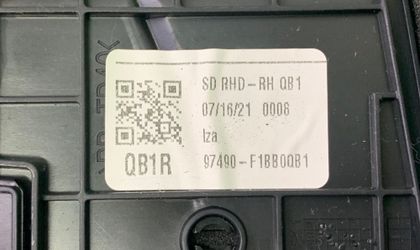 SD RHD-RH QB1
07/16/21 0006
Iza
QB1R
97490-F1BB0QB1